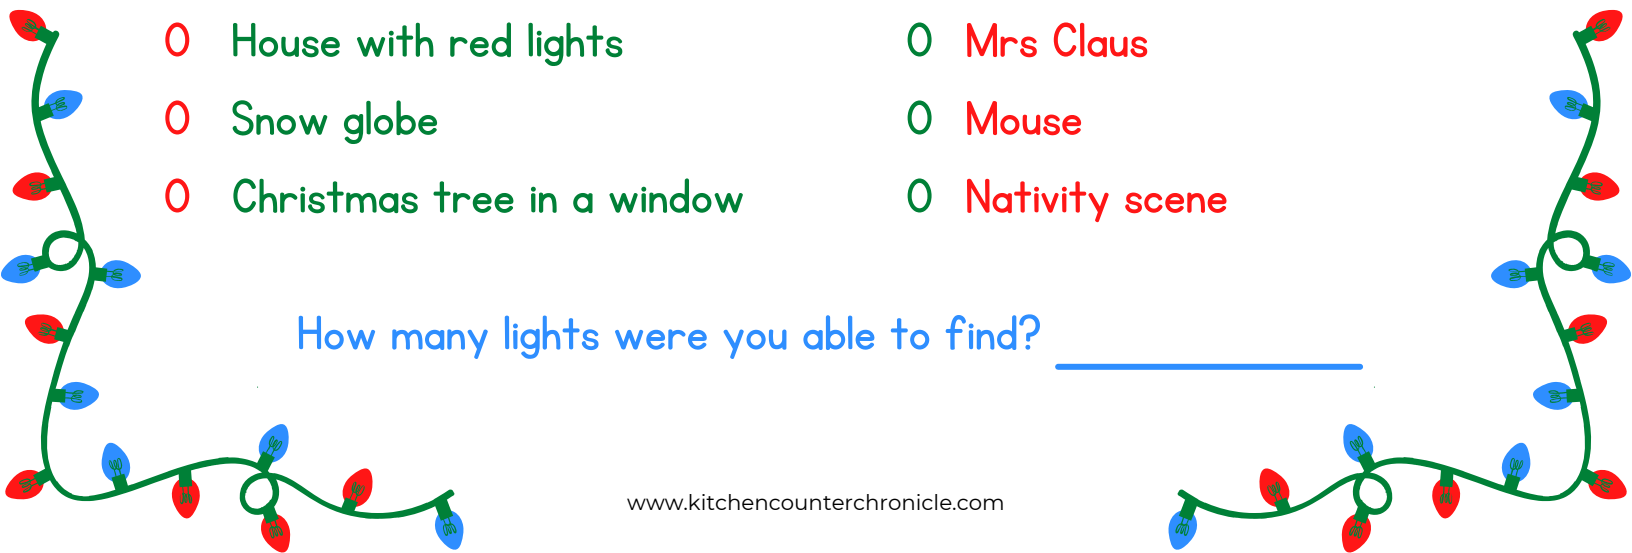 O House with red lights
O Mrs Claus
O Snow globe
O Mouse
O Christmas tree in a window
O Nativity scene
How many lights were you able to find? ____________
www.kitchencounterchronicle.com